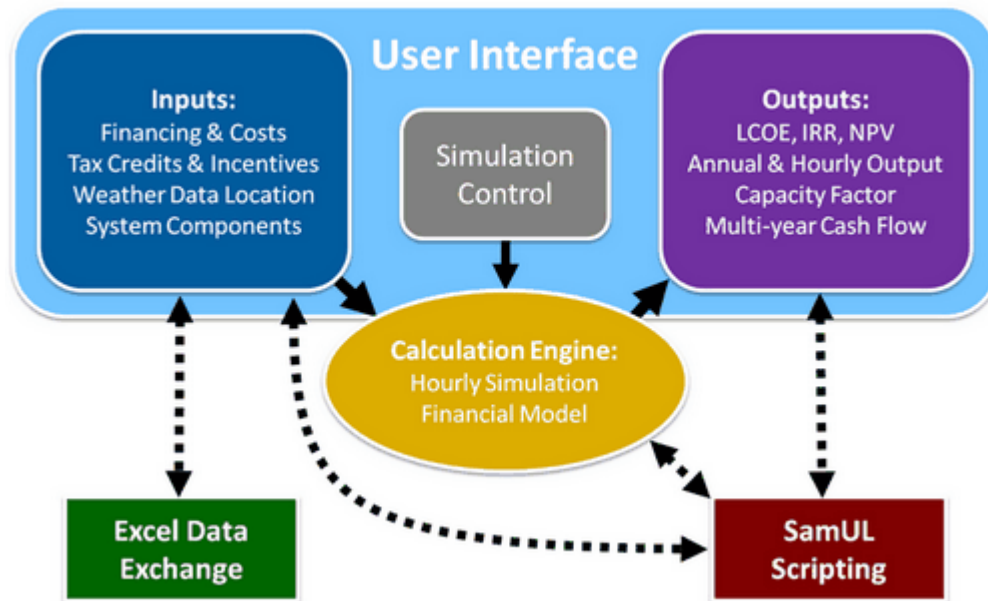 User Interface
Inputs:
Financing & Costs
Tax Credits & Incentives
Weather Data Location
System Components
Simulation
Control
Outputs:
LCOE, IRR, NPV
Annual & Hourly Output
Capacity Factor
Multi-year Cash Flow
Calculation Engine:
Hourly Simulation
Financial Model
Excel Data
Exchange
SamUL
Scripting